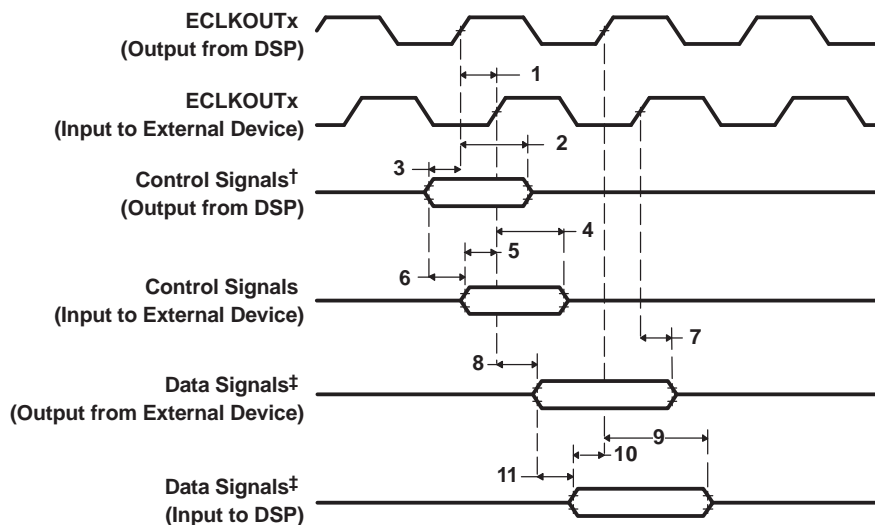 ECLKOUTx
(Output from DSP)
1
ECLKOUTx
(Input to External Device)
2
3
Control Signals†
(Output from DSP)
4
5
6
Control Signals
(Input to External Device)
7
8
Data Signals‡
(Output from External Device)
9
10
11
Data Signals‡
(Input to DSP)